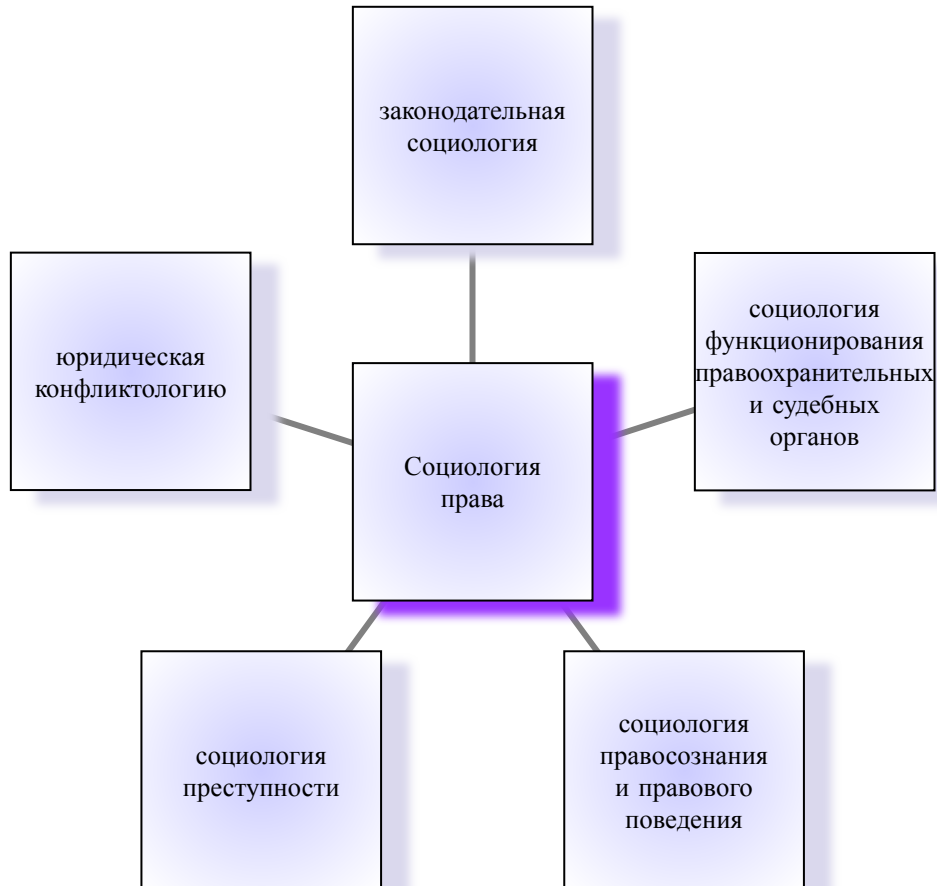 законодательная
социология
юридическая
конфликтологию
социология
функционирования
правоохранительных
и судебных
органов
Социология
права
социология
преступности
социология
правосознания
и правового
поведения